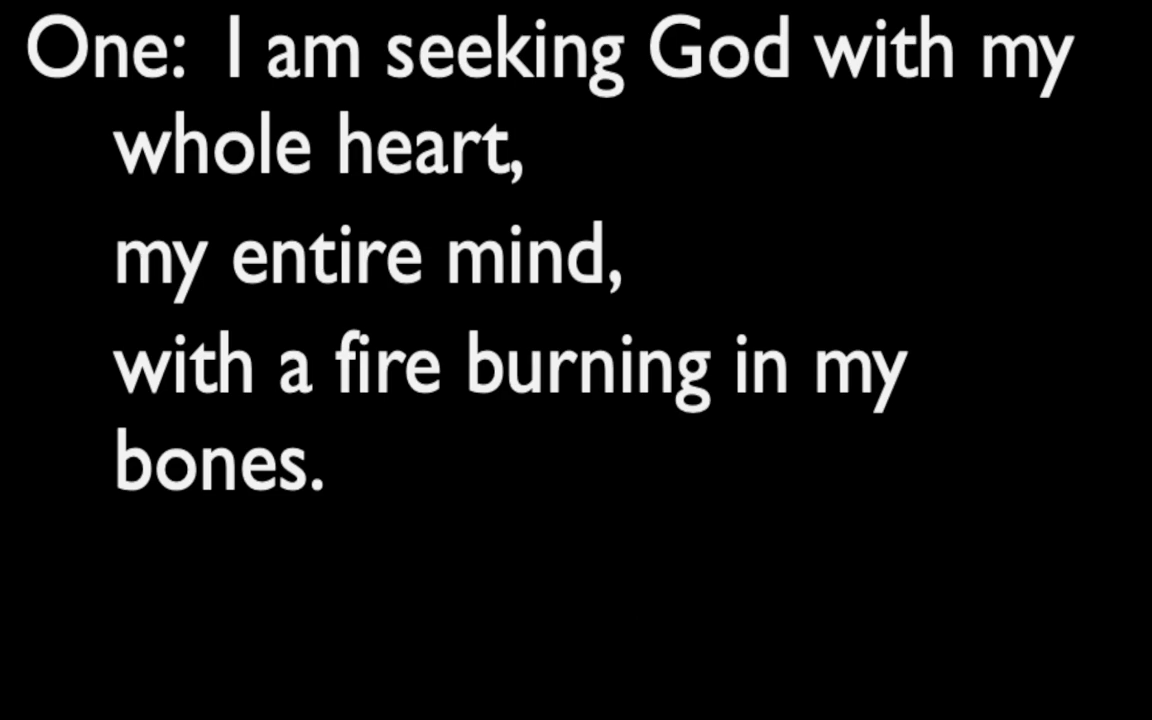 One: I am seeking God with my
whole heart,
my entire mind,
with a fire burning in my
bones.